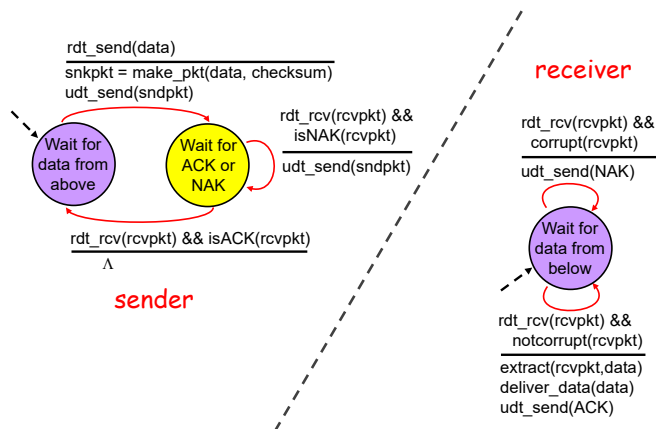 rdt_send(data)
snkpkt = make_pkt(data, checksum)
udt_send(sndpkt)
Wait for
data from
above
Wait for
ACK or
NAK
rdt_rcv(rcvpkt) &&
isNAK(rcvpkt)
udt_send(sndpkt)
rdt_rcv(rcvpkt) && isACK(rcvpkt)
Λ
sender
receiver
rdt_rcv(rcvpkt) &&
corrupt(rcvpkt)
udt_send(NAK)
Wait for
data from
below
rdt_rcv(rcvpkt) &&
notcorrupt(rcvpkt)
extract(rcvpkt,data)
deliver_data(data)
udt_send(ACK)